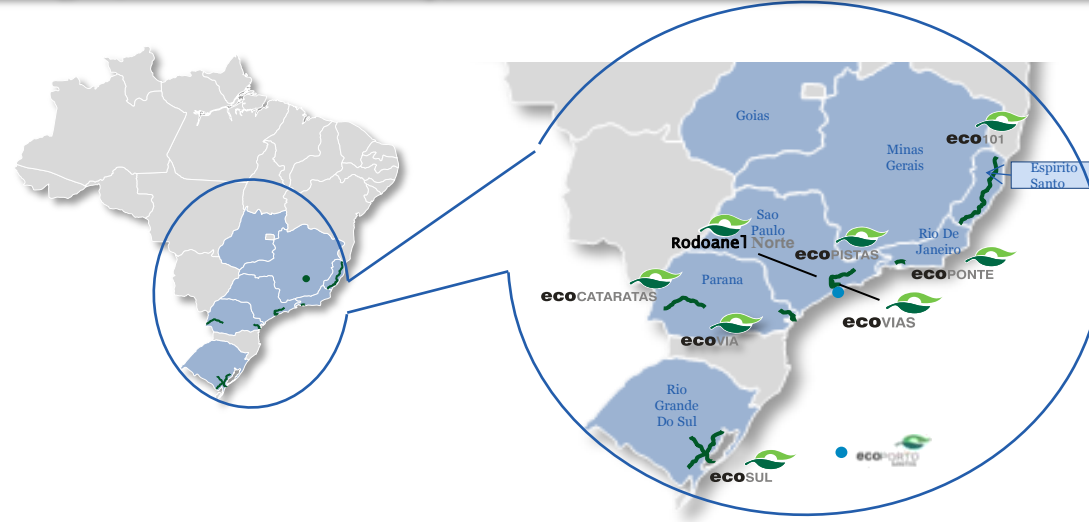 Goias
Minas
Gerais
eco101
Espirito
Santo
Sao
Paulo
Rio De
Janeiro
Rodoanel Norte
ecoPISTAS
ecoPONTE
Parana
ecoCATARATAS
ecoVIAS
ecoVIA
Rio
Grande
Do Sul
ecoSUL
ecoPORTO
SANTOS